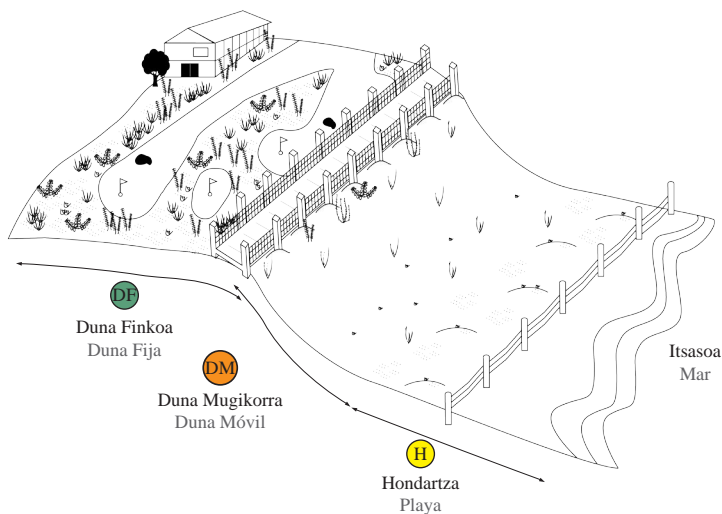 DF
Duna Finkoa
Duna Fija
DM
Duna Mugikorra
Duna Móvil
Itsasoa
Mar
H
Hondartza
Playa